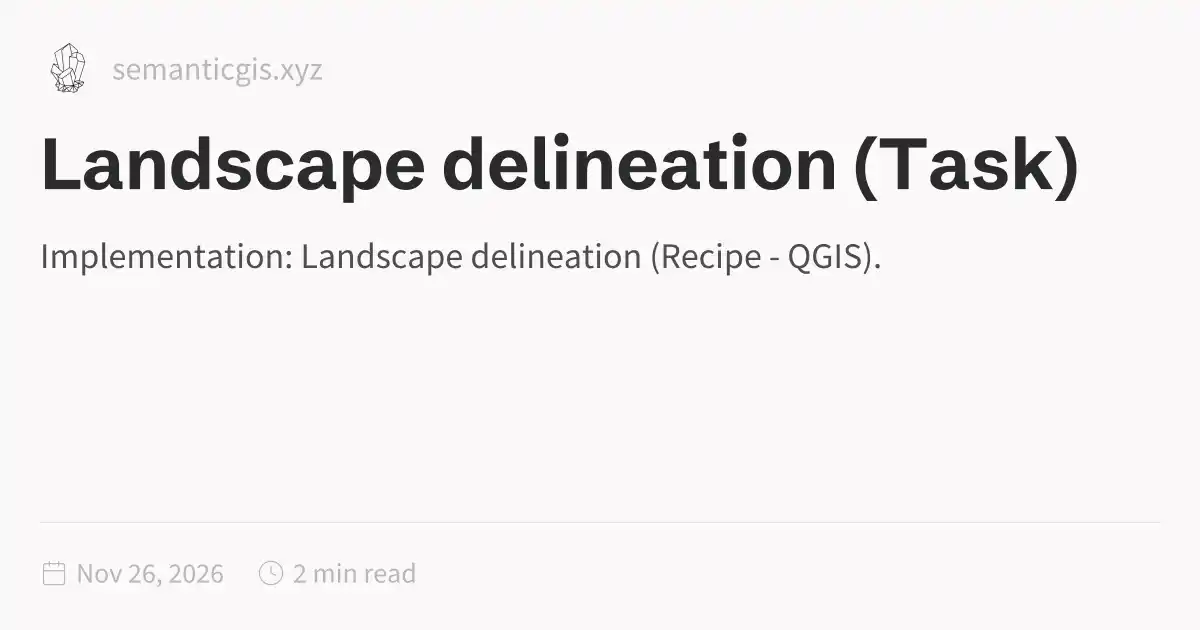 semanticgis.xyz
Landscape delineation (Task)
Implementation: Landscape delineation (Recipe - QGIS).
Nov 26, 2026 2 min read